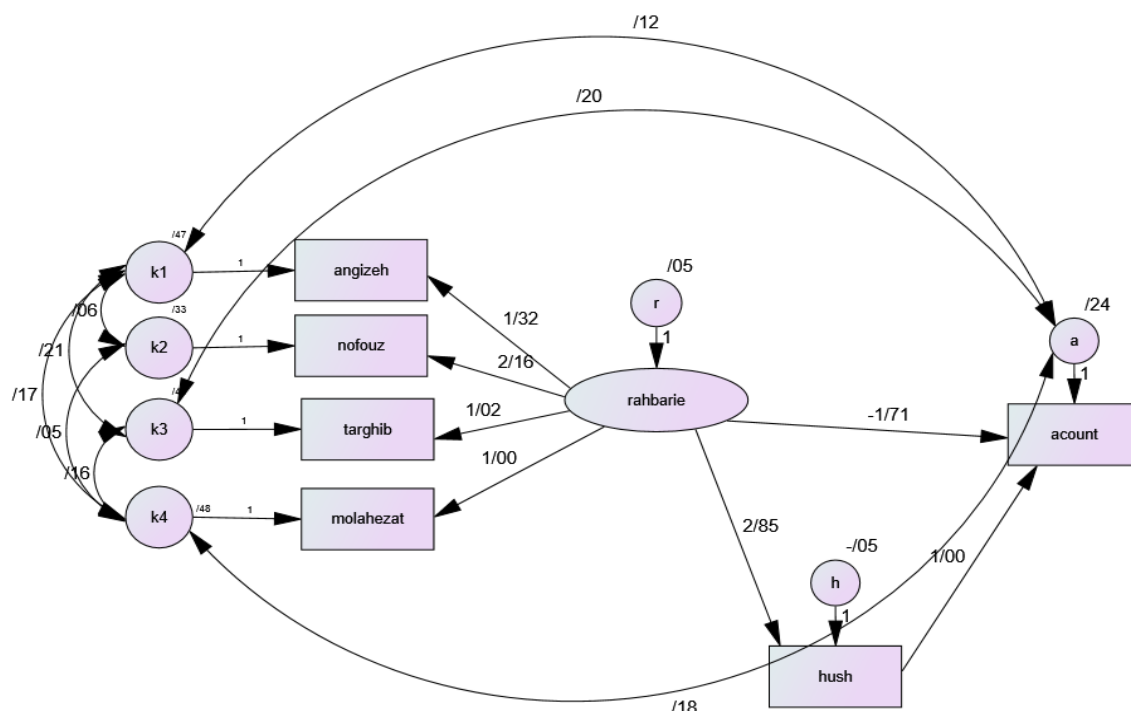 /12
/20
/47
k1
1
angizeh
/05
r
1
/24
a
1
/06
/33
k2
1
nofouz
1/32
2/16
/21
/17
k3
1
targhib
1/02
rahbarie
-1/71
acount
/05
/16
k4
/48
1
molahezat
1/00
2/85
-/05
h
1
1/00
hush
/18